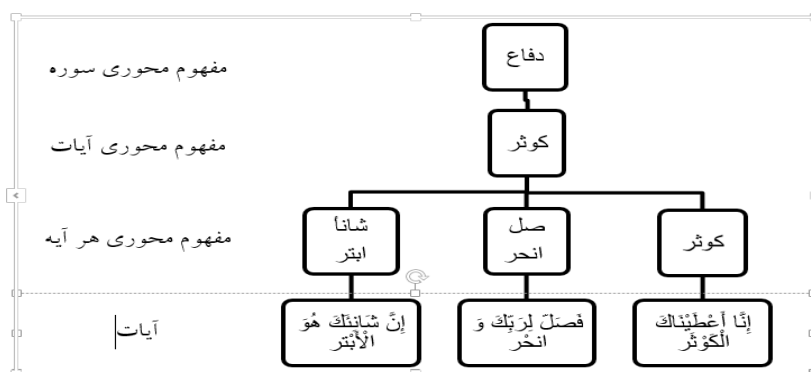 دفاع
مفهوم محوری سوره
کوثر
مفهوم محوری آیات
کوثر
صل
انحر
شانأ
ابتر
مفهوم محوری هر آیه
إِنَّا أَعْطَيْنَاكَ
الْكَوْثَرَ
فَصَلِّ لِرَبِّكَ وَ
انْحَرْ
إِنَّ شَانِئَكَ هُوَ
الْأَبْتَر
آیات